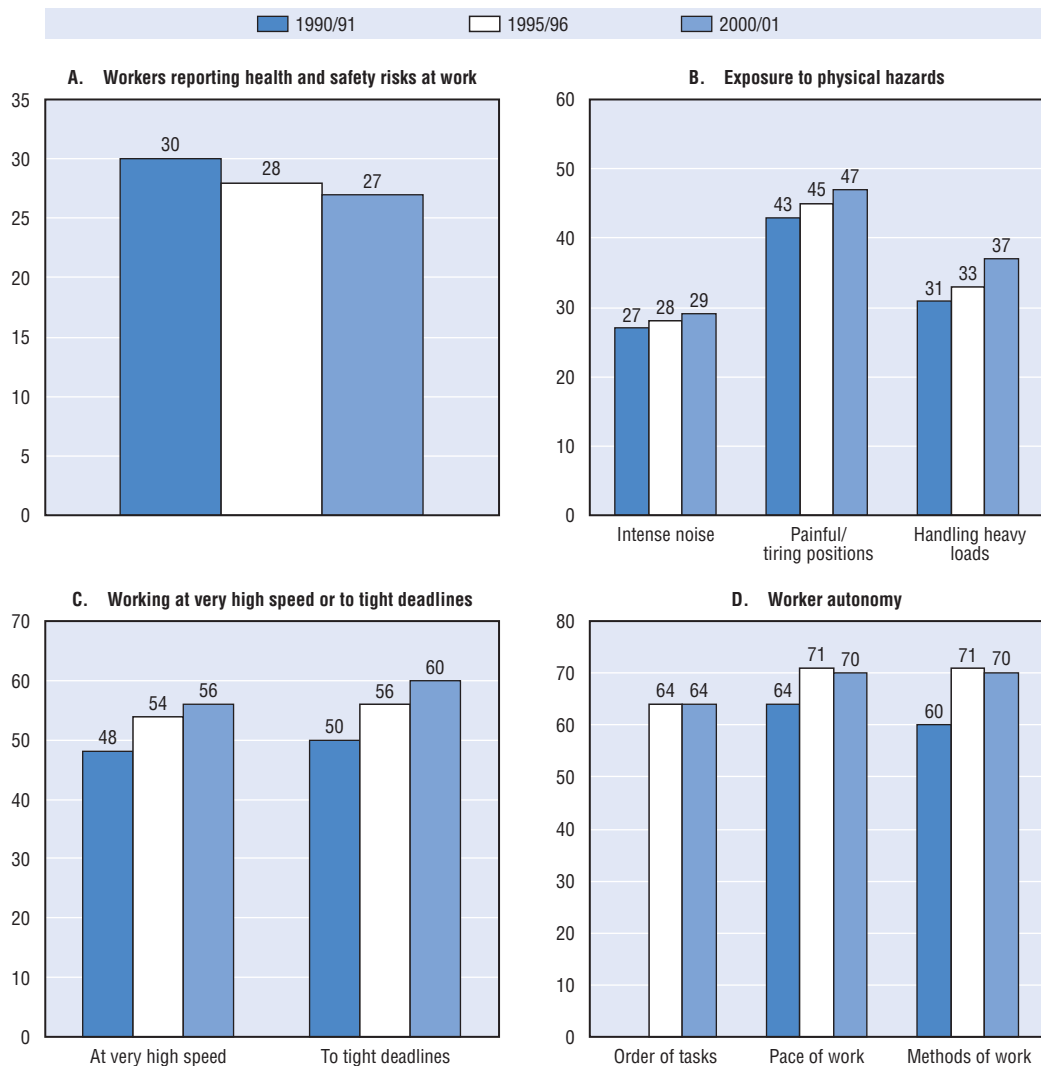 1990/91 1995/96 2000/01
A. Workers reporting health and safety risks at work
35
30
25
20
15
10
5
0
30
28
27
B. Exposure to physical hazards
60
50
40
30
20
10
0
27 28 29
43 45 47
31 33 37
Intense noise
Painful/
tiring positions
Handling heavy
loads
C. Working at very high speed or to tight deadlines
70
60
50
40
30
20
10
0
48 54 56
50 56 60
At very high speed
To tight deadlines
D. Worker autonomy
80
70
60
50
40
30
20
10
0
64 64
64 71 70
60 71 70
Order of tasks
Pace of work
Methods of work